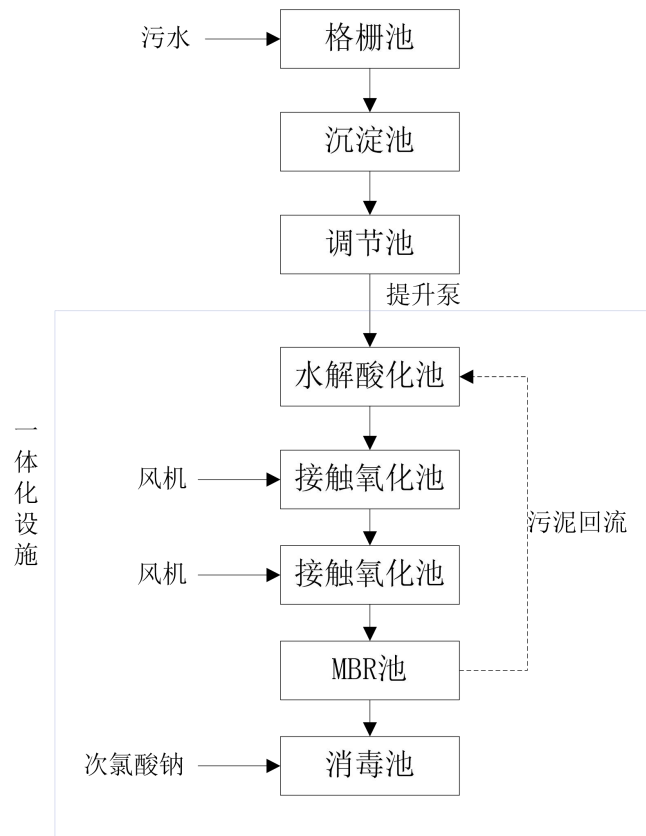 污水
格栅池
沉淀池
调节池
提升泵
水解酸化池
一体化设施
风机
接触氧化池
污泥回流
风机
接触氧化池
MBR池
次氯酸钠
消毒池